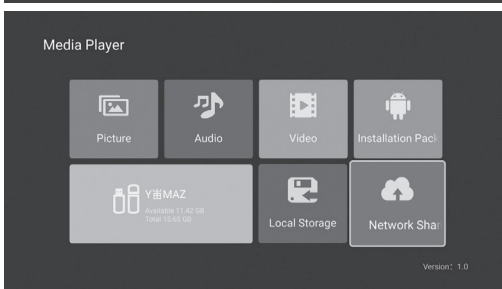 Media Player
Picture
Audio
Video
Installation Pack
Y亩MAZ
Available 11.42 GB
Total 15.65 GB
Local Storage
Network Shar
Version: 1.0